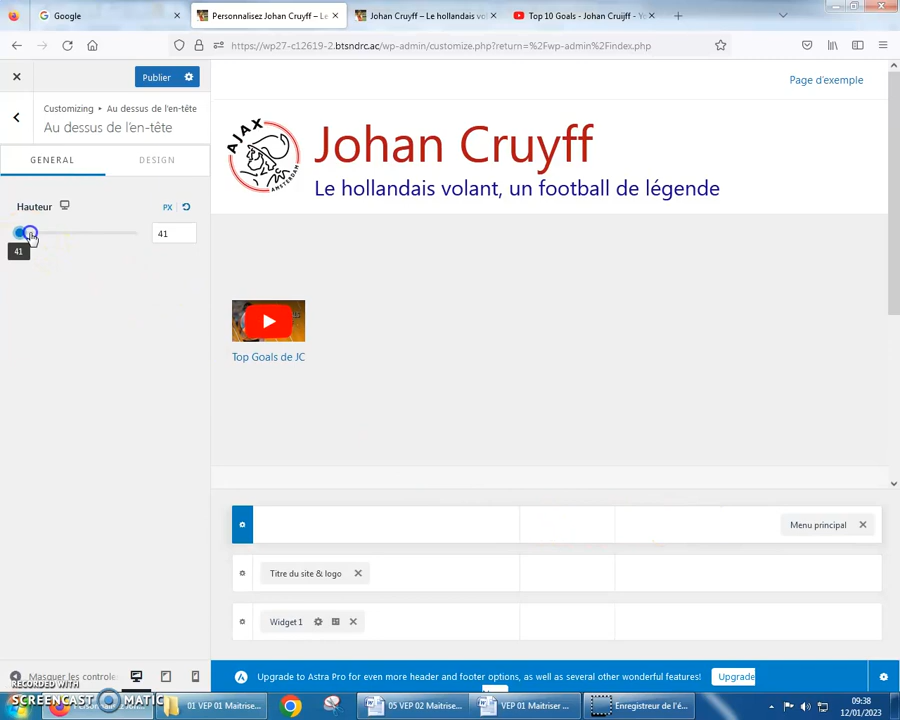 Google
Personnalisez Johan Cruyff – Le
Johan Cruyff – Le hollandais vol
Top 10 Goals - Johan Cruijff - Yo
https://wp27-c12619-2.btsndrc.ac/wp-admin/customize.php?return=%2Fwp-admin%2Findex.php
Publier
Page d'exemple
Customizing ▸ Au dessus de l'en-tête
Au dessus de l'en-tête
GENERAL
DESIGN
AJAX
AMSTERDAM
Johan Cruyff
Le hollandais volant, un football de légende
Hauteur
PX
41
41
Top Goals de JC
Menu principal
Titre du site & logo
Widget 1
Masquer les contrôle
Upgrade to Astra Pro for even more header and footer options, as well as several other wonderful features!
Upgrade
RECORDED WITH
SCREENCAST MATIC
Personnalisez Joha...
01 VEP 01 Maitrise...
05 VEP 02 Maitrise...
VEP 01 Maitriser ...
Enregistreur de l'é...
09:38
12/01/2023